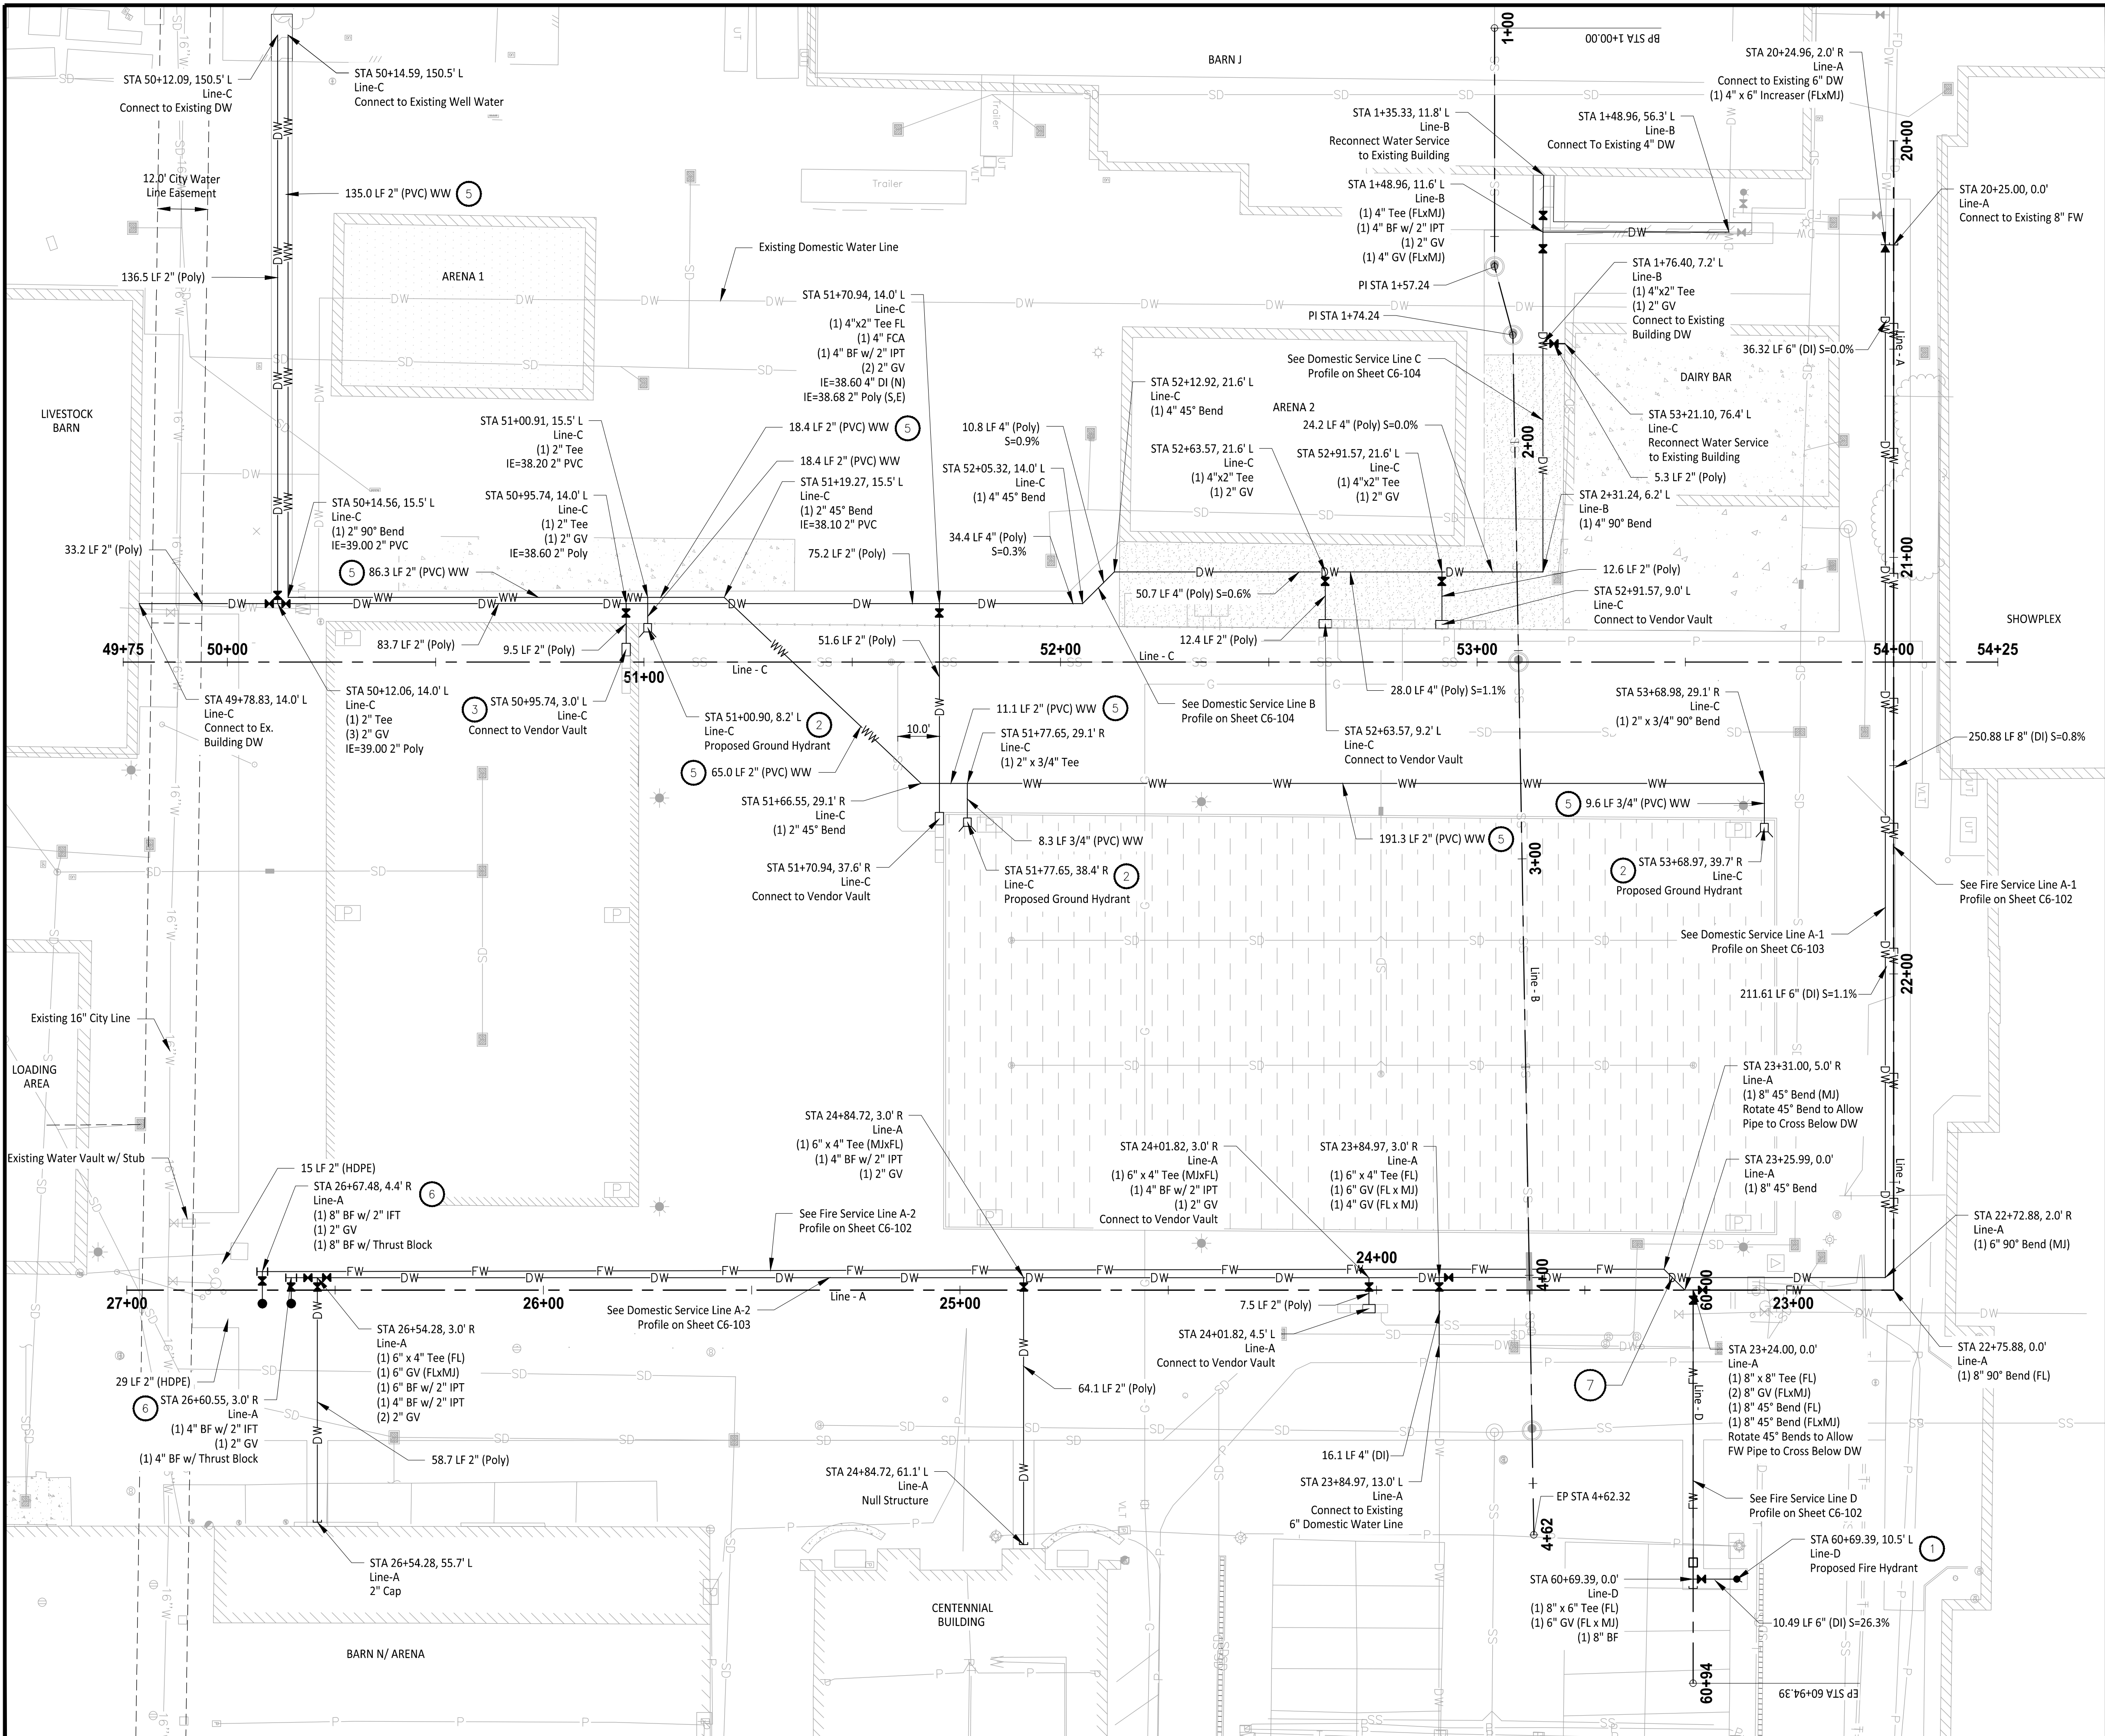 BARN J
1+00
BP STA 1+00.00
STA 50+12.09, 150.5' L
Line-C
Connect to Existing DW
STA 50+14.59, 150.5' L
Line-C
Connect to Existing Well Water
12.0' City Water
Line Easement
135.0 LF 2" (PVC) WW
5
136.5 LF 2" (Poly)
ARENA 1
Existing Domestic Water Line
Trailer
Trailer
VLT
UT
UT
STA 20+24.96, 2.0' R
Line-A
Connect to Existing 6" DW
(1) 4" x 6" Increaser (FLxMJ)
STA 1+35.33, 11.8' L
Line-B
Reconnect Water Service
to Existing Building
STA 1+48.96, 56.3' L
Line-B
Connect To Existing 4" DW
20+00
STA 20+25.00, 0.0'
Line-A
Connect to Existing 8" FW
STA 1+48.96, 11.6' L
Line-B
(1) 4" Tee (FLxMJ)
(1) 4" BF w/ 2" IPT
(1) 2" GV
(1) 4" GV (FLxMJ)
PI STA 1+57.24
PI STA 1+74.24
STA 1+76.40, 7.2' L
Line-B
(1) 4"x2" Tee
(1) 2" GV
Connect to Existing
Building DW
36.32 LF 6" (DI) S=0.0%
Line - A
LIVESTOCK
BARN
STA 51+70.94, 14.0' L
Line-C
(1) 4"x2" Tee FL
(1) 4" FCA
(1) 4" BF w/ 2" IPT
(2) 2" GV
IE=38.60 4" DI (N)
IE=38.68 2" Poly (S,E)
See Domestic Service Line C
Profile on Sheet C6-104
DAIRY BAR
STA 52+12.92, 21.6' L
Line-C
(1) 4" 45° Bend
ARENA 2
24.2 LF 4" (Poly) S=0.0%
STA 53+21.10, 76.4' L
Line-C
Reconnect Water Service
to Existing Building
5.3 LF 2" (Poly)
STA 51+00.91, 15.5' L
Line-C
(1) 2" Tee
IE=38.20 2" PVC
18.4 LF 2" (PVC) WW
5
18.4 LF 2" (PVC) WW
10.8 LF 4" (Poly)
S=0.9%
STA 52+05.32, 14.0' L
Line-C
(1) 4" 45° Bend
STA 52+63.57, 21.6' L
Line-C
(1) 4"x2" Tee
(1) 2" GV
STA 52+91.57, 21.6' L
Line-C
(1) 4"x2" Tee
(1) 2" GV
2+00
STA 2+31.24, 6.2' L
Line-B
(1) 4" 90° Bend
STA 50+14.56, 15.5' L
Line-C
(1) 2" 90° Bend
IE=39.00 2" PVC
STA 50+95.74, 14.0' L
Line-C
(1) 2" Tee
(1) 2" GV
IE=38.60 2" Poly
STA 51+19.27, 15.5' L
Line-C
(1) 2" 45° Bend
IE=38.10 2" PVC
33.2 LF 2" (Poly)
75.2 LF 2" (Poly)
34.4 LF 4" (Poly)
S=0.3%
5
86.3 LF 2" (PVC) WW
50.7 LF 4" (Poly) S=0.6%
12.6 LF 2" (Poly)
STA 52+91.57, 9.0' L
Line-C
Connect to Vendor Vault
21+00
SHOWPLEX
83.7 LF 2" (Poly)
9.5 LF 2" (Poly)
51.6 LF 2" (Poly)
12.4 LF 2" (Poly)
49+75
50+00
51+00
Line - C
52+00
Line - C
53+00
54+00
54+25
STA 49+78.83, 14.0' L
Line-C
Connect to Ex.
Building DW
STA 50+12.06, 14.0' L
Line-C
(1) 2" Tee
(3) 2" GV
IE=39.00 2" Poly
3
STA 50+95.74, 3.0' L
Line-C
Connect to Vendor Vault
STA 51+00.90, 8.2' L
Line-C
Proposed Ground Hydrant
2
10.0'
11.1 LF 2" (PVC) WW
5
See Domestic Service Line B
Profile on Sheet C6-104
28.0 LF 4" (Poly) S=1.1%
STA 52+63.57, 9.2' L
Line-C
Connect to Vendor Vault
STA 53+68.98, 29.1' R
Line-C
(1) 2" x 3/4" 90° Bend
250.88 LF 8" (DI) S=0.8%
5
65.0 LF 2" (PVC) WW
STA 51+77.65, 29.1' R
Line-C
(1) 2" x 3/4" Tee
STA 51+66.55, 29.1' R
Line-C
(1) 2" 45° Bend
5
9.6 LF 3/4" (PVC) WW
8.3 LF 3/4" (PVC) WW
191.3 LF 2" (PVC) WW
5
3+00
STA 51+70.94, 37.6' R
Line-C
Connect to Vendor Vault
STA 51+77.65, 38.4' R
Line-C
Proposed Ground Hydrant
2
2
STA 53+68.97, 39.7' R
Line-C
Proposed Ground Hydrant
VLT
UT
UT
See Fire Service Line A-1
Profile on Sheet C6-102
See Domestic Service Line A-1
Profile on Sheet C6-103
Line - B
22+00
211.61 LF 6" (DI) S=1.1%
Existing 16" City Line
LOADING
AREA
Existing Water Vault w/ Stub
STA 23+31.00, 5.0' R
Line-A
(1) 8" 45° Bend (MJ)
Rotate 45° Bend to Allow
Pipe to Cross Below DW
STA 24+84.72, 3.0' R
Line-A
(1) 6" x 4" Tee (MJxFL)
(1) 4" BF w/ 2" IPT
(1) 2" GV
STA 24+01.82, 3.0' R
Line-A
(1) 6" x 4" Tee (MJxFL)
(1) 4" BF w/ 2" IPT
(1) 2" GV
Connect to Vendor Vault
STA 23+84.97, 3.0' R
Line-A
(1) 6" x 4" Tee (FL)
(1) 6" GV (FL x MJ)
(1) 4" GV (FL x MJ)
STA 23+25.99, 0.0'
Line-A
(1) 8" 45° Bend
Line - A
15 LF 2" (HDPE)
STA 26+67.48, 4.4' R
Line-A
(1) 8" BF w/ 2" IFT
(1) 2" GV
(1) 8" BF w/ Thrust Block
6
See Fire Service Line A-2
Profile on Sheet C6-102
STA 22+72.88, 2.0' R
Line-A
(1) 6" 90° Bend (MJ)
27+00
26+00
25+00
Line - A
24+00
4+00
60+00
23+00
See Domestic Service Line A-2
Profile on Sheet C6-103
7.5 LF 2" (Poly)
STA 24+01.82, 4.5' L
Line-A
Connect to Vendor Vault
STA 26+54.28, 3.0' R
Line-A
(1) 6" x 4" Tee (FL)
(1) 6" GV (FLxMJ)
(1) 6" BF w/ 2" IPT
(1) 4" BF w/ 2" IPT
(2) 2" GV
29 LF 2" (HDPE)
6
STA 26+60.55, 3.0' R
Line-A
(1) 4" BF w/ 2" IFT
(1) 2" GV
(1) 4" BF w/ Thrust Block
64.1 LF 2" (Poly)
7
Line - D
STA 23+24.00, 0.0'
Line-A
(1) 8" x 8" Tee (FL)
(2) 8" GV (FLxMJ)
(1) 8" 45° Bend (FL)
(1) 8" 45° Bend (FLxMJ)
Rotate 45° Bends to Allow
FW Pipe to Cross Below DW
STA 22+75.88, 0.0'
Line-A
(1) 8" 90° Bend (FL)
58.7 LF 2" (Poly)
16.1 LF 4" (DI)
STA 24+84.72, 61.1' L
Line-A
Null Structure
STA 23+84.97, 13.0' L
Line-A
Connect to Existing
6" Domestic Water Line
EP STA 4+62.32
4+62
See Fire Service Line D
Profile on Sheet C6-102
STA 60+69.39, 10.5' L
Line-D
Proposed Fire Hydrant
1
STA 26+54.28, 55.7' L
Line-A
2" Cap
STA 60+69.39, 0.0'
Line-D
(1) 8" x 6" Tee (FL)
(1) 6" GV (FL x MJ)
(1) 8" BF
10.49 LF 6" (DI) S=26.3%
CENTENNIAL
BUILDING
BARN N/ ARENA
60+94
EP STA 60+94.39